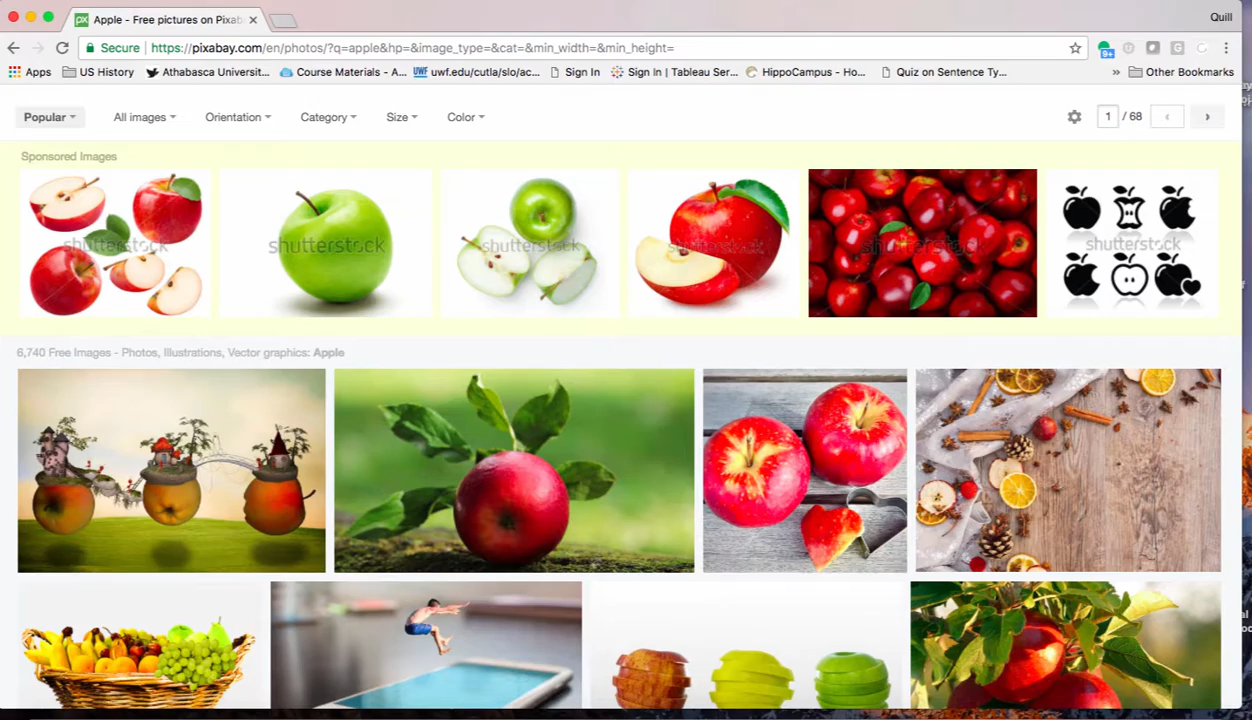 px Apple - Free pictures on Pixab
Quill
Secure https://pixabay.com/en/photos/?q=apple&hp=&image_type=&cat=&min_width=&min_height=
9+
Apps US History Athabasca Universit... Course Materials - A... UWF uwf.edu/cutla/slo/ac... Sign In Sign In | Tableau Ser... HippoCampus - Ho... Quiz on Sentence Ty... » Other Bookmarks
Popular All images Orientation Category Size Color 1 / 68
Sponsored Images
shutterstock shutterstock shutterstock shutterstock shutterstock shutterstock
6,740 Free Images - Photos, Illustrations, Vector graphics: Apple